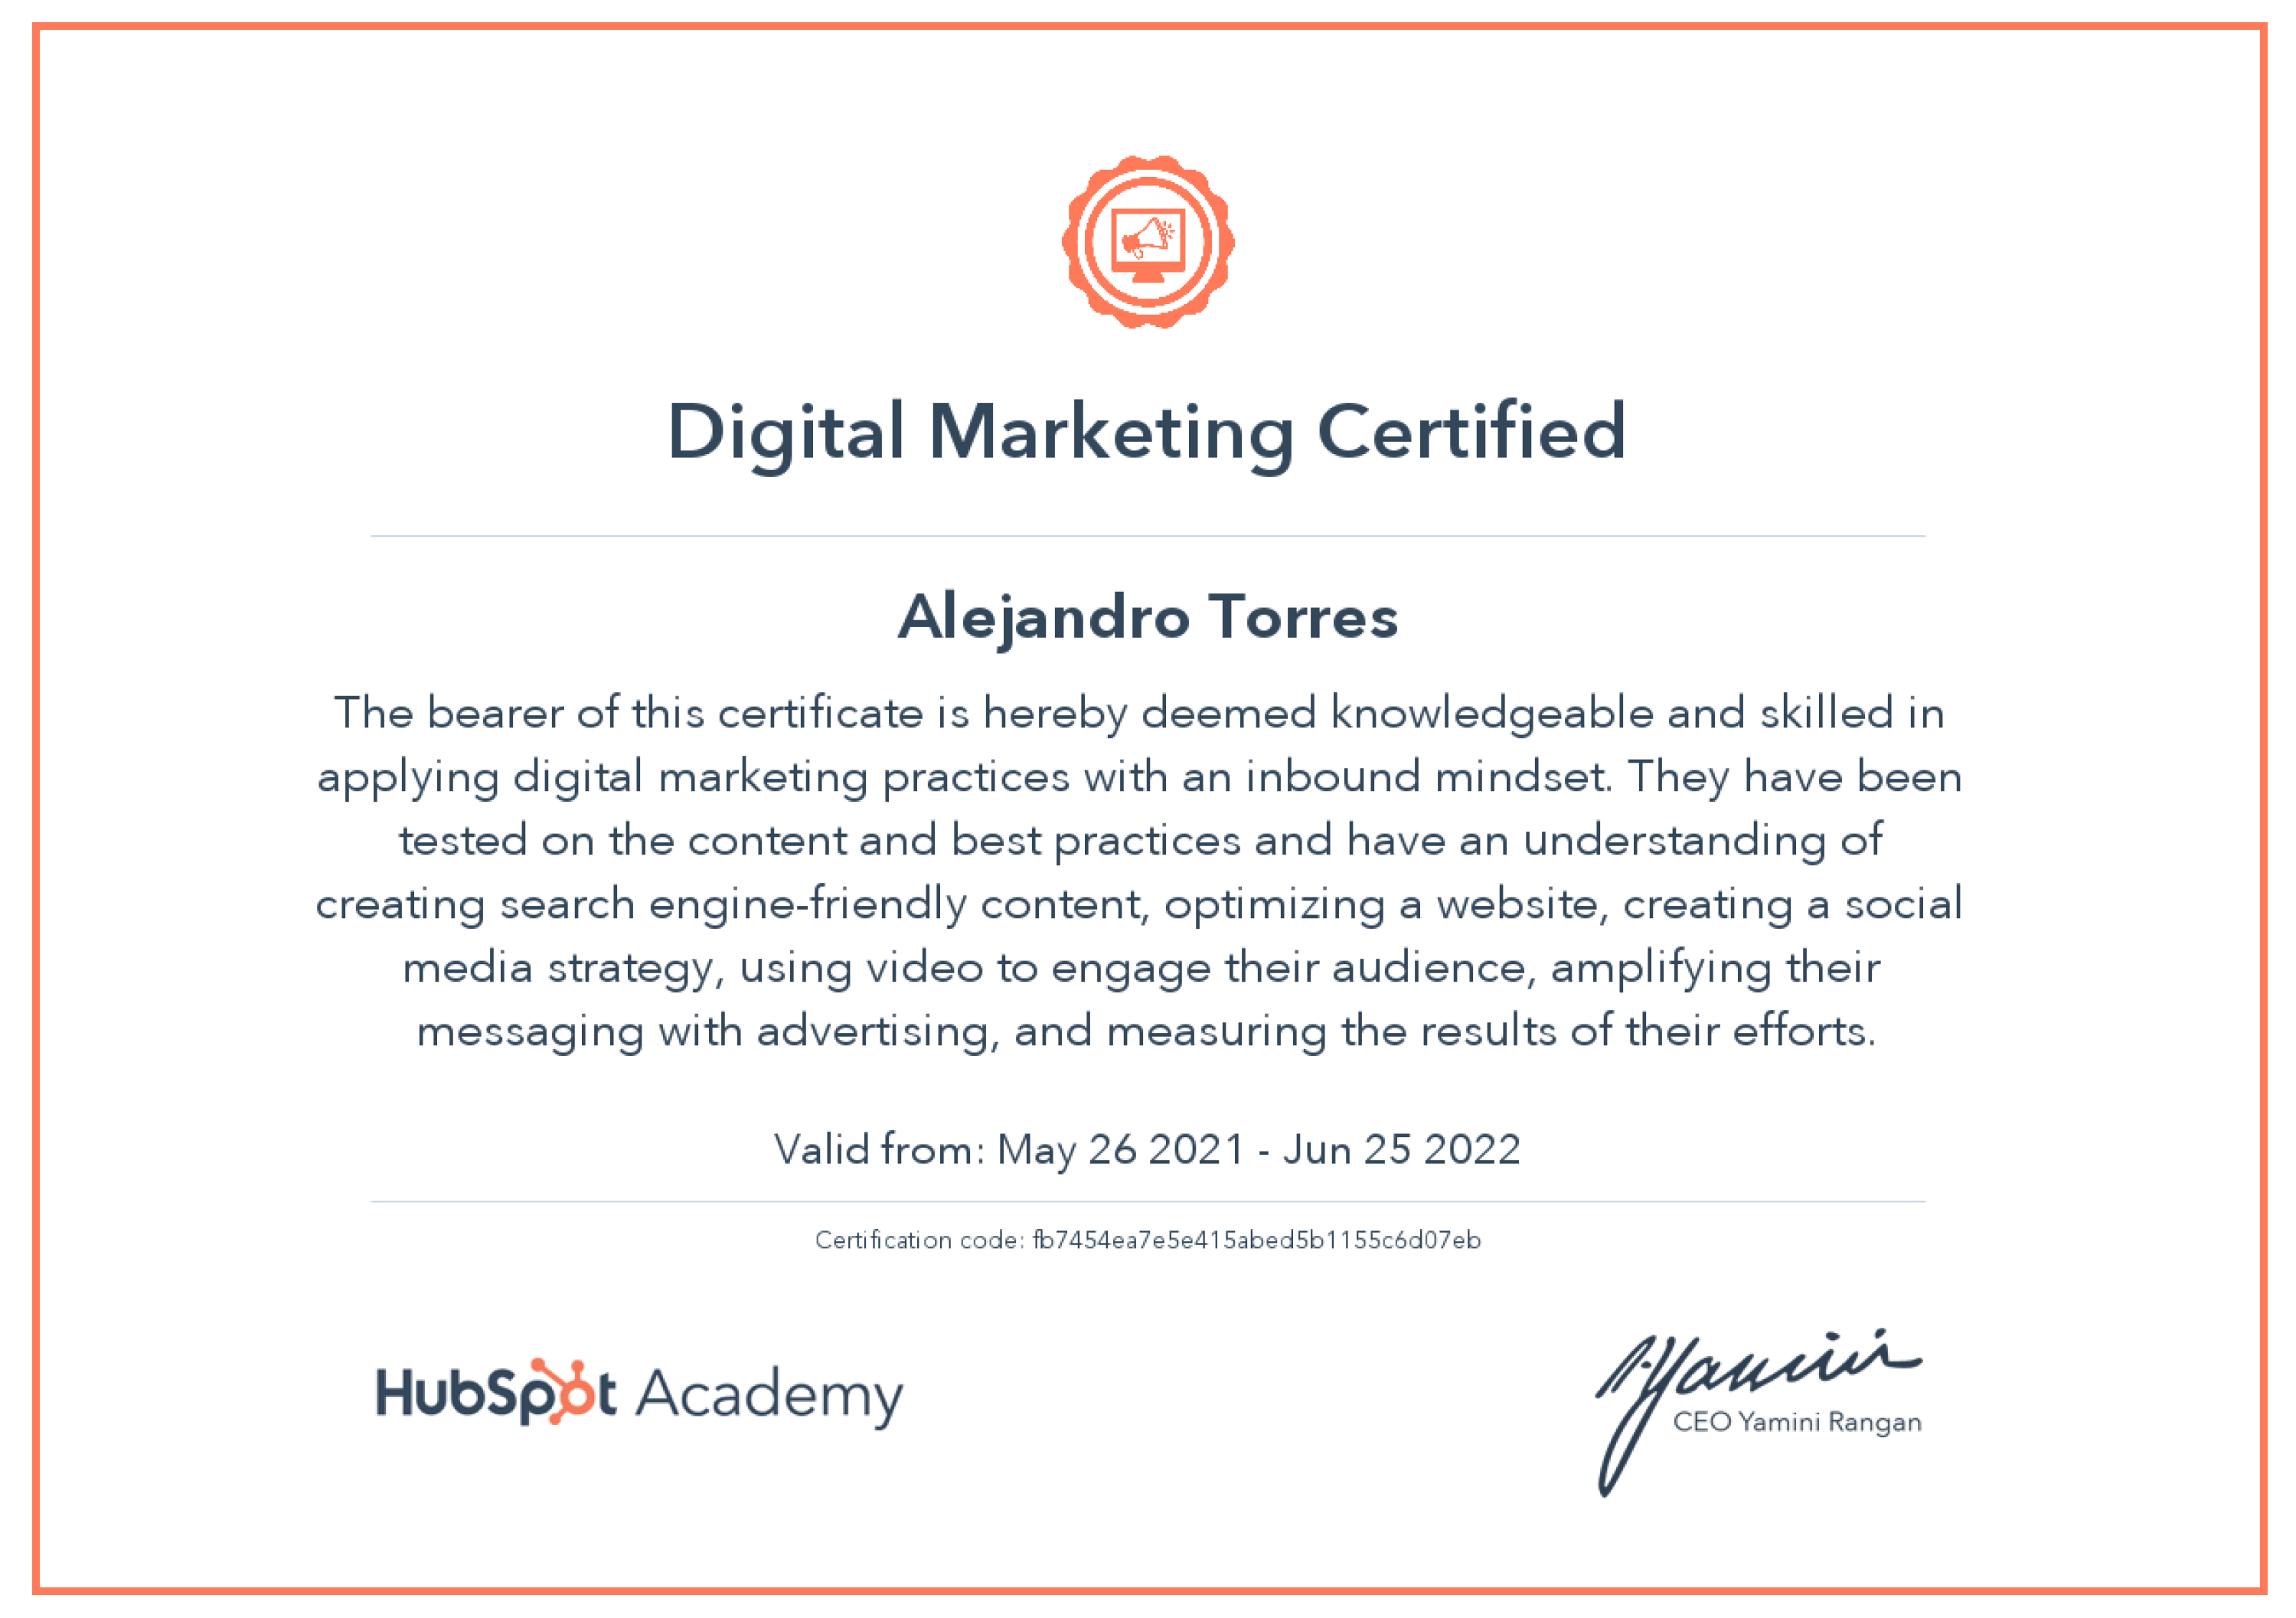 Digital Marketing Certified
Alejandro Torres
The bearer of this certificate is hereby deemed knowledgeable and skilled in
applying digital marketing practices with an inbound mindset. They have been
tested on the content and best practices and have an understanding of
creating search engine-friendly content, optimizing a website, creating a social
media strategy, using video to engage their audience, amplifying their
messaging with advertising, and measuring the results of their efforts.
Valid from: May 26 2021 - Jun 25 2022
Certification code: fb7454ea7e5e415abed5b1155c6d07eb
HubSpot Academy
Yamini
CEO Yamini Rangan